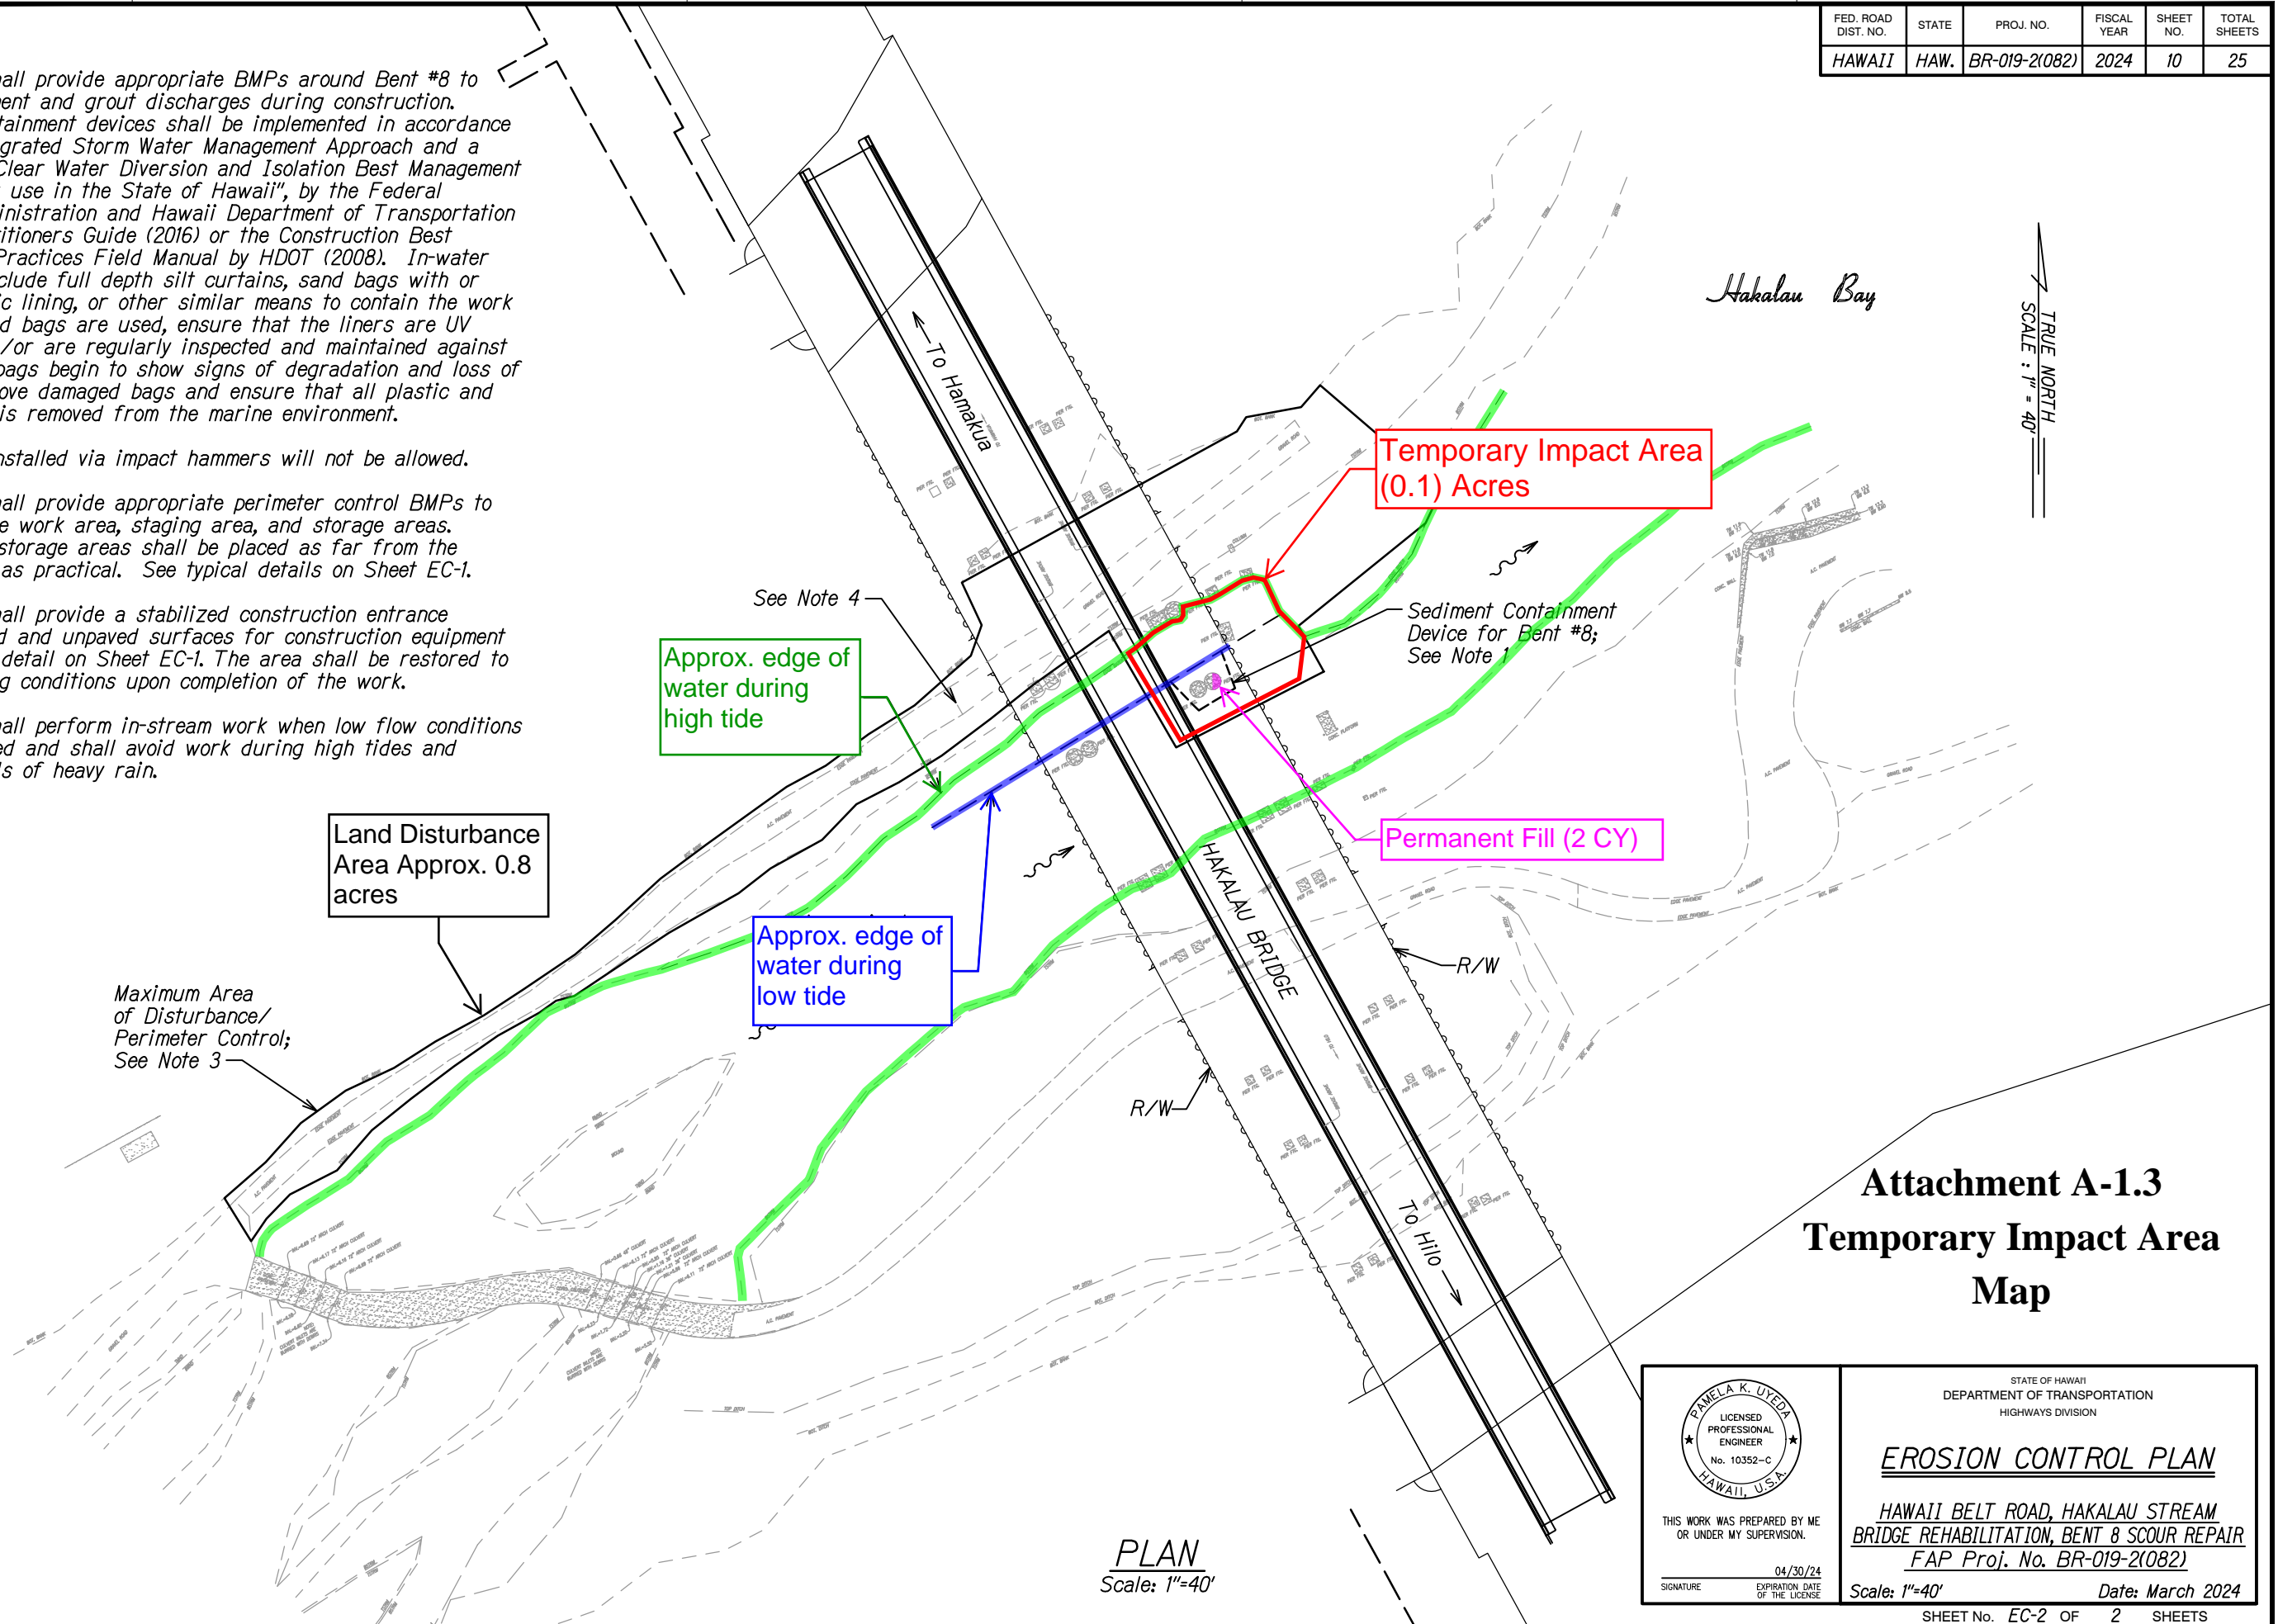 FED. ROAD DIST. NO.
STATE
PROJ. NO.
FISCAL YEAR
SHEET NO.
TOTAL SHEETS
HAWAII
HAW.
BR-019-2(082)
2024
10
25
all provide appropriate BMPs around Bent #8 to
ent and grout discharges during construction.
tainment devices shall be implemented in accordance
grated Storm Water Management Approach and a
Clear Water Diversion and Isolation Best Management
use in the State of Hawaii", by the Federal
inistration and Hawaii Department of Transportation
itioners Guide (2016) or the Construction Best
Practices Field Manual by HDOT (2008). In-water
clude full depth silt curtains, sand bags with or
ic lining, or other similar means to contain the work
d bags are used, ensure that the liners are UV
/or are regularly inspected and maintained against
bags begin to show signs of degradation and loss of
ove damaged bags and ensure that all plastic and
is removed from the marine environment.
nstalled via impact hammers will not be allowed.
all provide appropriate perimeter control BMPs to
e work area, staging area, and storage areas.
storage areas shall be placed as far from the
as practical. See typical details on Sheet EC-1.
all provide a stabilized construction entrance
d and unpaved surfaces for construction equipment
detail on Sheet EC-1. The area shall be restored to
g conditions upon completion of the work.
all perform in-stream work when low flow conditions
ed and shall avoid work during high tides and
ls of heavy rain.
Hakalau Bay
TRUE NORTH
SCALE : 1" = 40'
To Hamakua
Temporary Impact Area
(0.1) Acres
See Note 4
Sediment Containment
Device for Bent #8;
See Note 1
Approx. edge of
water during
high tide
Permanent Fill (2 CY)
Land Disturbance
Area Approx. 0.8
acres
HAKALAU BRIDGE
Approx. edge of
water during
low tide
R/W
Maximum Area
of Disturbance/
Perimeter Control;
See Note 3
R/W
To Hilo
Attachment A-1.3
Temporary Impact Area
Map
PLAN
Scale: 1"=40'
PAMELA K. UYEDA
LICENSED
PROFESSIONAL
ENGINEER
No. 10352-C
HAWAII, U.S.A.
THIS WORK WAS PREPARED BY ME
OR UNDER MY SUPERVISION.
04/30/24
SIGNATURE
EXPIRATION DATE
OF THE LICENSE
STATE OF HAWAI'I
DEPARTMENT OF TRANSPORTATION
HIGHWAYS DIVISION
EROSION CONTROL PLAN
HAWAII BELT ROAD, HAKALAU STREAM
BRIDGE REHABILITATION, BENT 8 SCOUR REPAIR
FAP Proj. No. BR-019-2(082)
Scale: 1"=40'
Date: March 2024
SHEET No. EC-2 OF 2 SHEETS